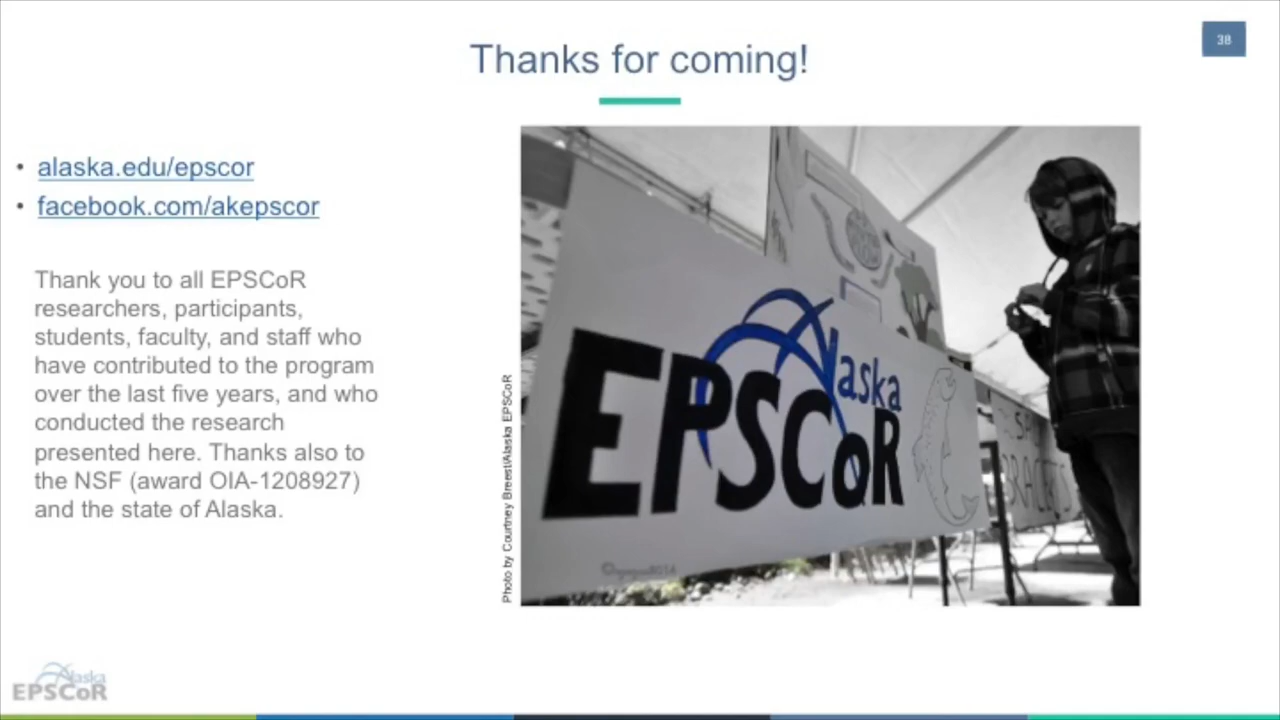 Thanks for coming!
38
• alaska.edu/epscor
• facebook.com/akepscor
Thank you to all EPSCoR
researchers, participants,
students, faculty, and staff who
have contributed to the program
over the last five years, and who
conducted the research
presented here. Thanks also to
the NSF (award OIA-1208927)
and the state of Alaska.
Photo by Courtney Breest/Alaska EPSCoR
Alaska
EPSCoR
Alaska
EPSCoR